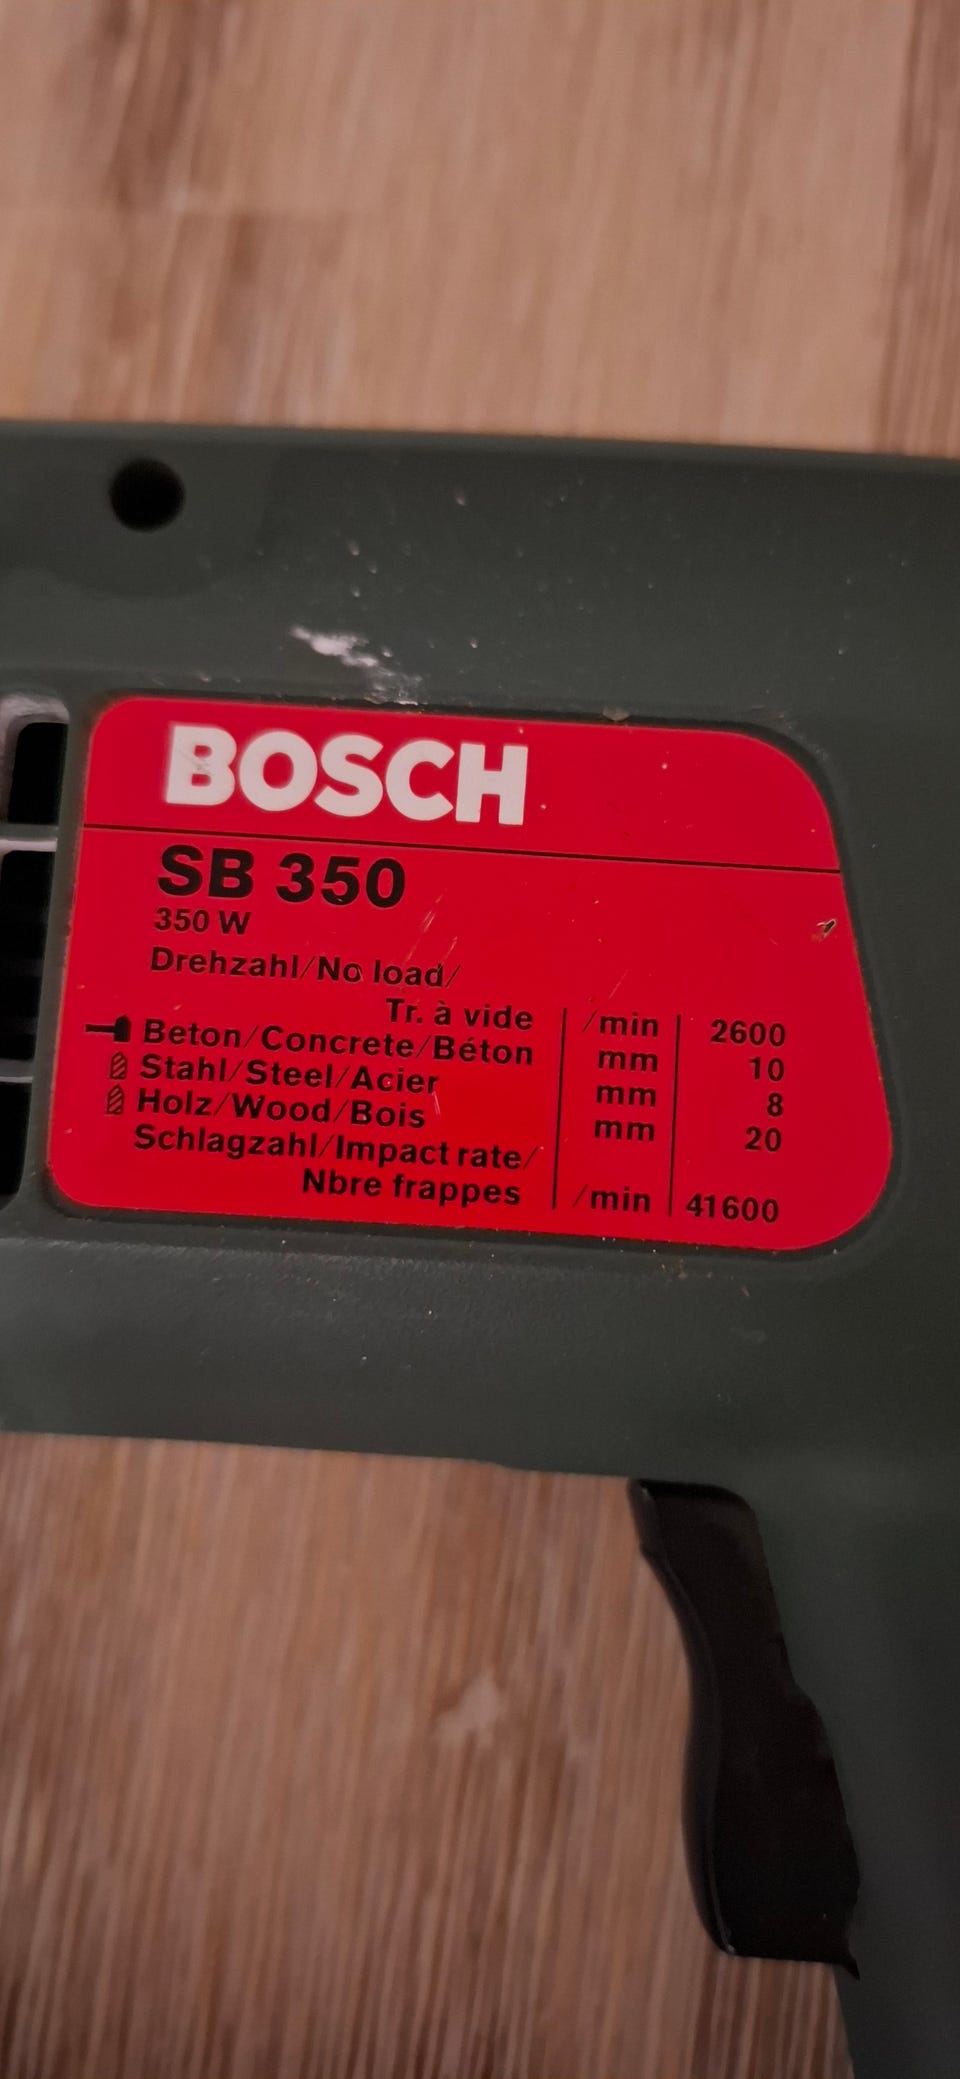 BOSCH
SB 350
350 W
Drehzahl/No load/
Tr. à vide /min 2600
Beton/Concrete/Béton mm 10
Stahl/Steel/Acier mm 8
Holz/Wood/Bois mm 20
Schlagzahl/Impact rate/
Nbre frappes /min 41600